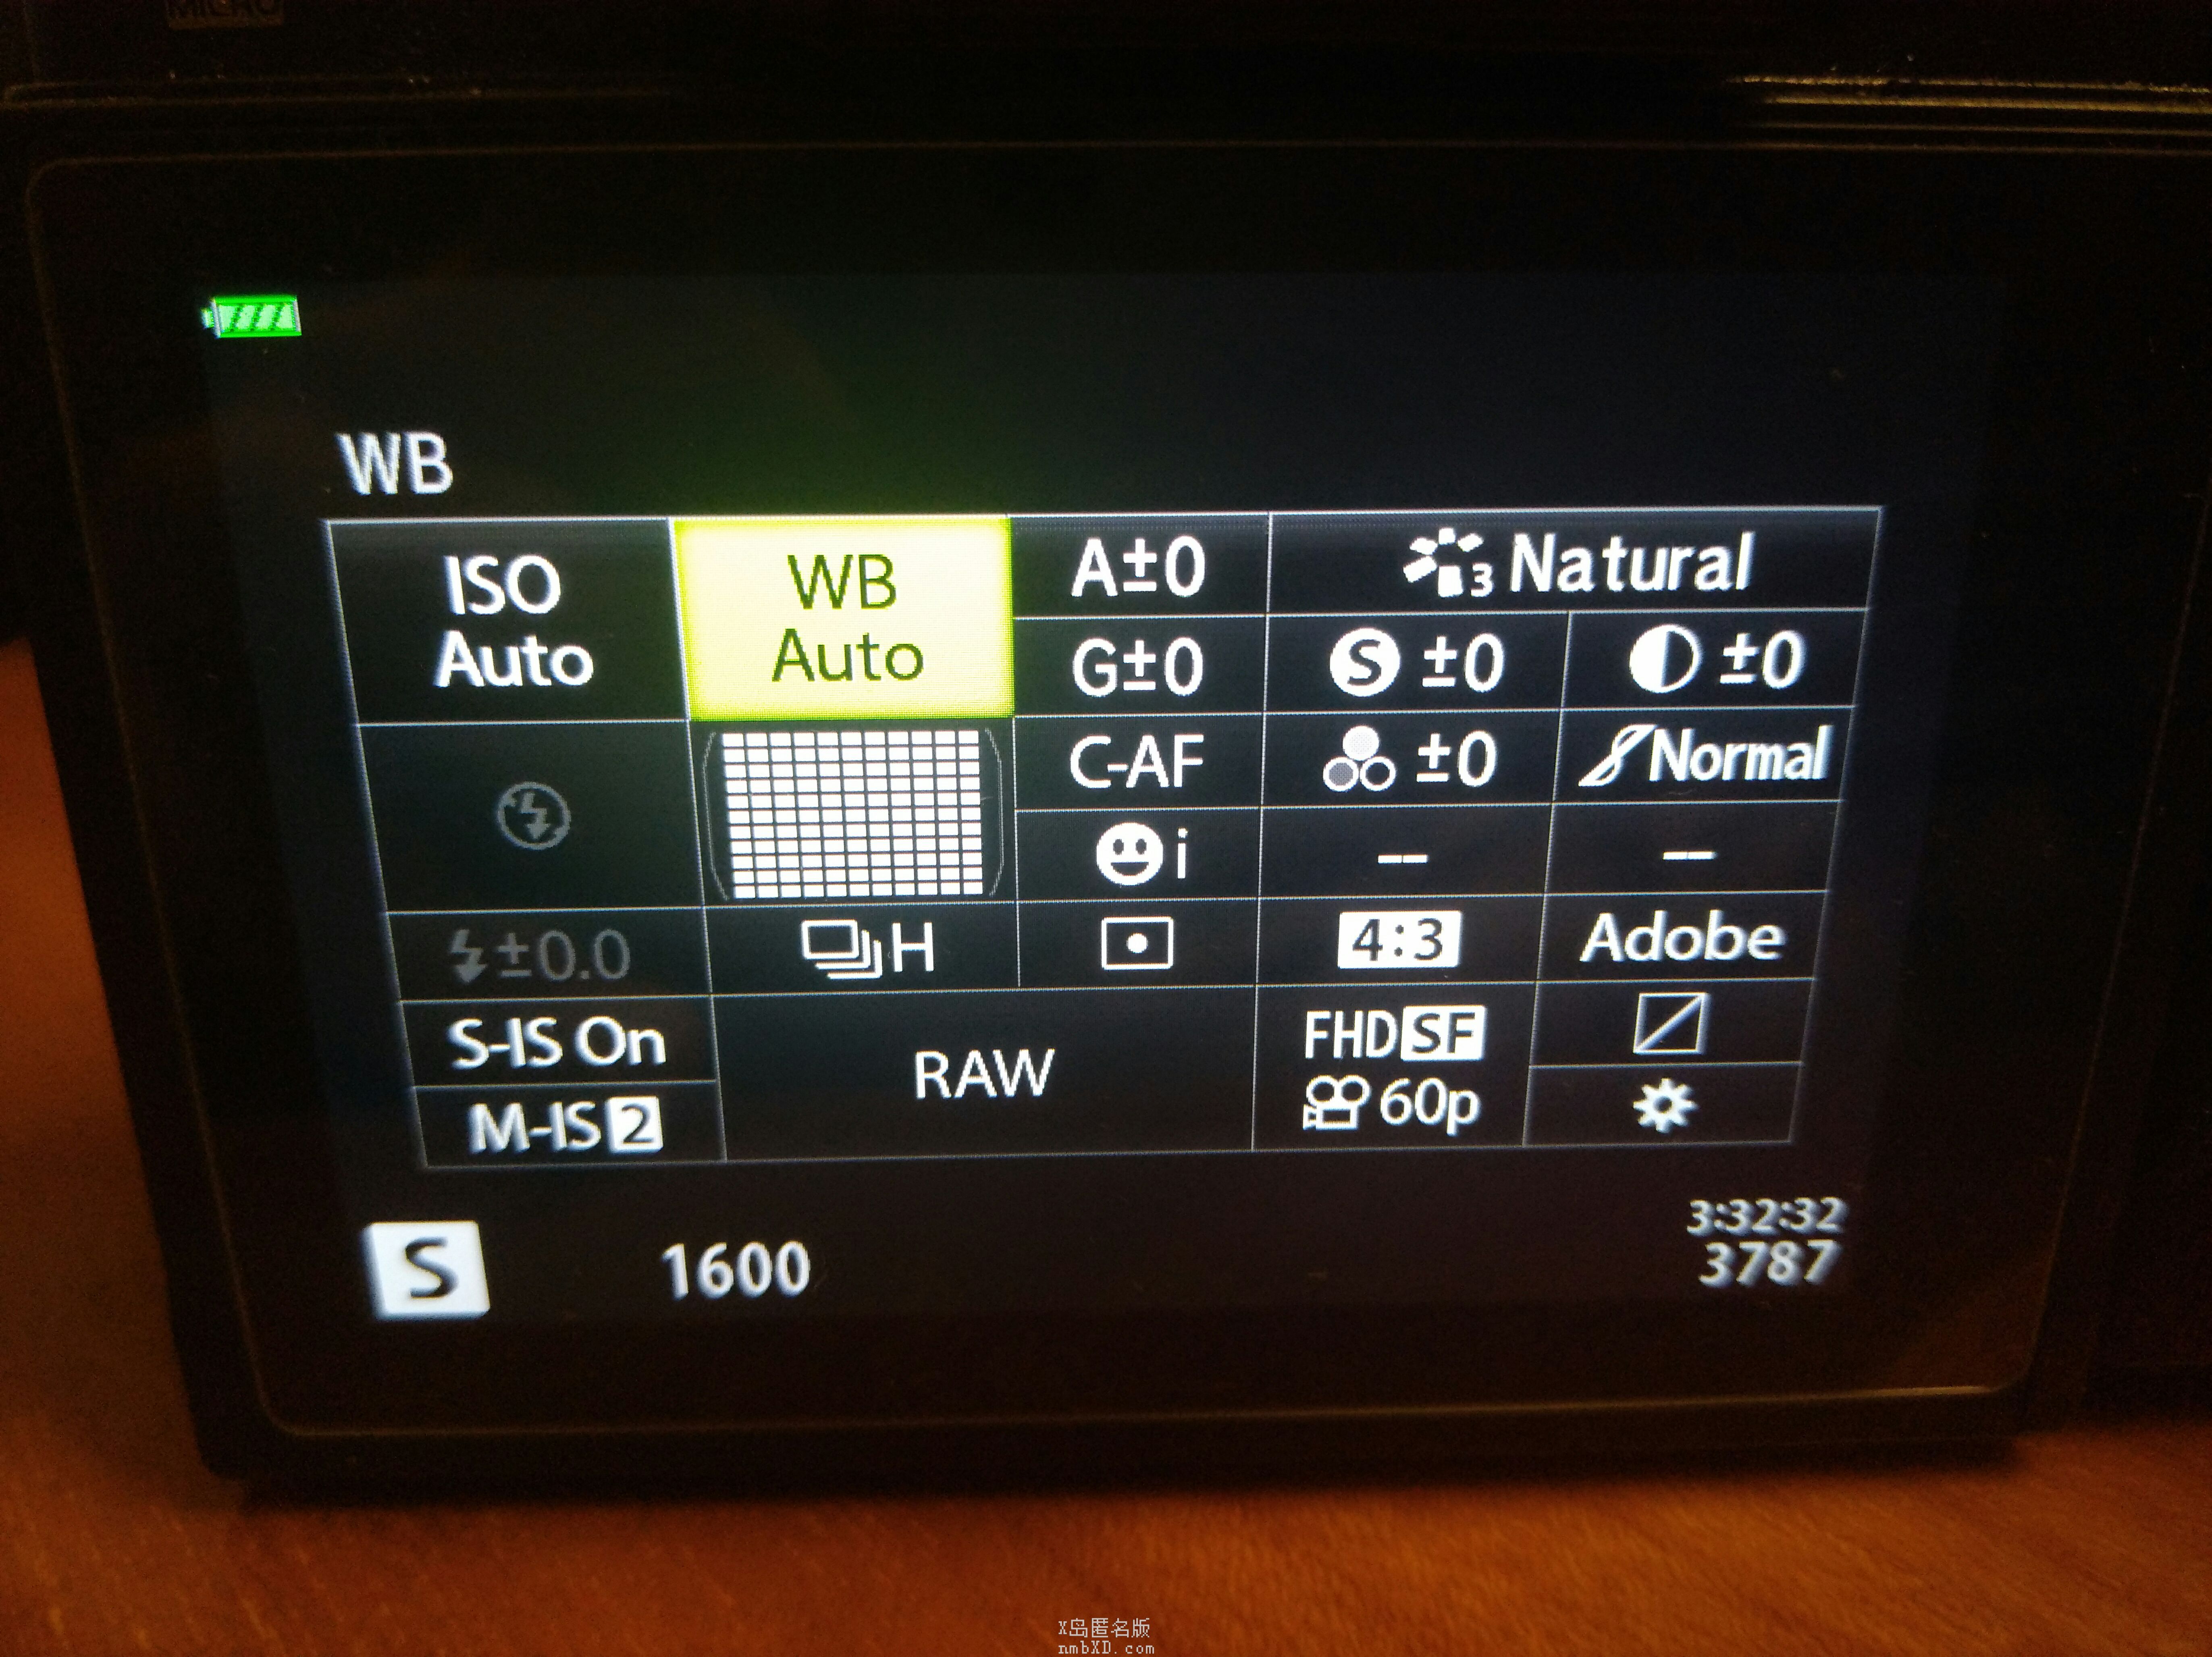 WB
ISO
Auto
WB
Auto
A±0
3 Natural
G±0
S ±0
±0
C-AF
±0
Normal
i
--
--
±0.0
H
4:3
Adobe
S-IS On
RAW
FHD SF
60p
M-IS 2
S
1600
3:32:32
3787
X岛匿名版
nmbXD.com